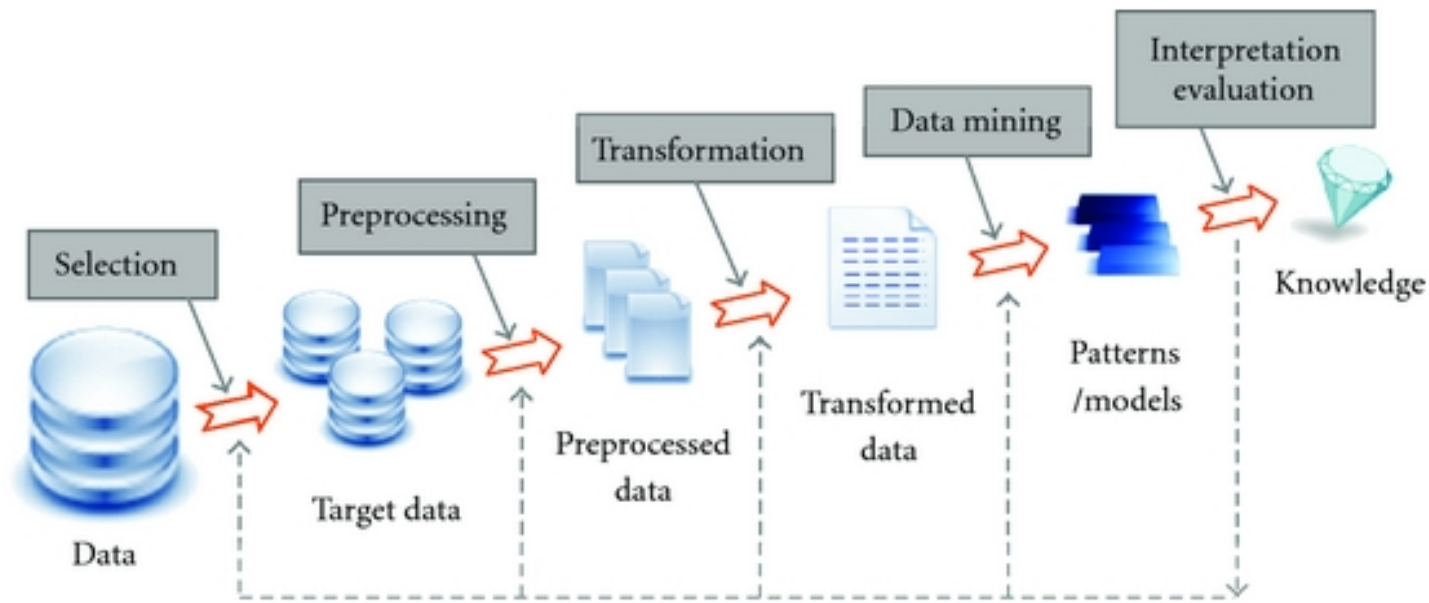 Interpretation
evaluation
Data mining
Transformation
Preprocessing
Selection
Knowledge
Patterns
/models
Transformed
data
Preprocessed
data
Target data
Data